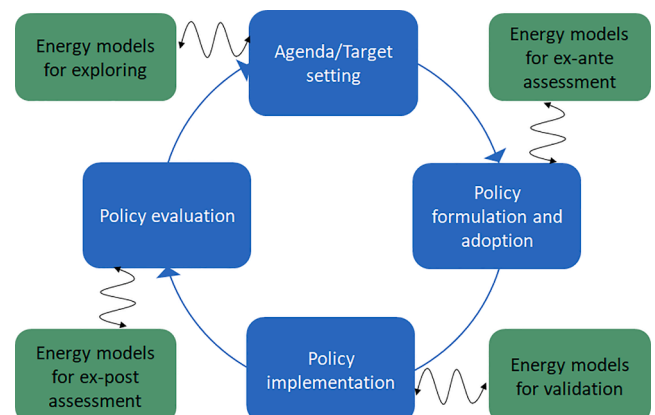 Energy models
for exploring
Agenda/Target
setting
Energy models
for ex-ante
assessment
Policy evaluation
Policy
formulation and
adoption
Energy models
for ex-post
assessment
Policy
implementation
Energy models
for validation